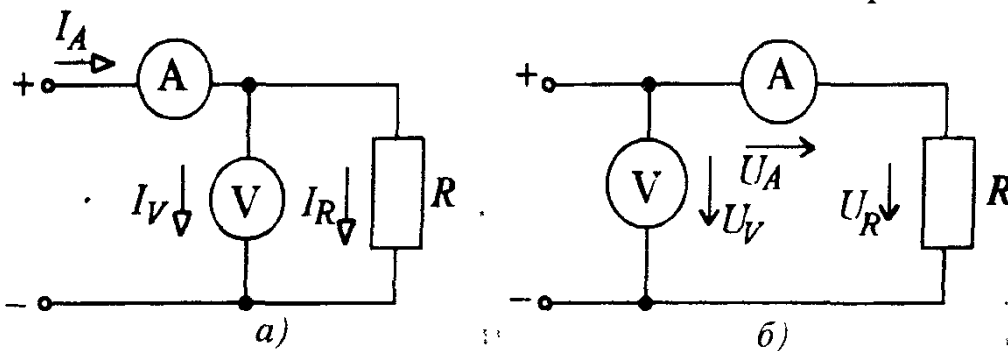 I_A
+ A
I_V V I_R R
−
а)
+ A
U_A
V U_V U_R R
−
б)